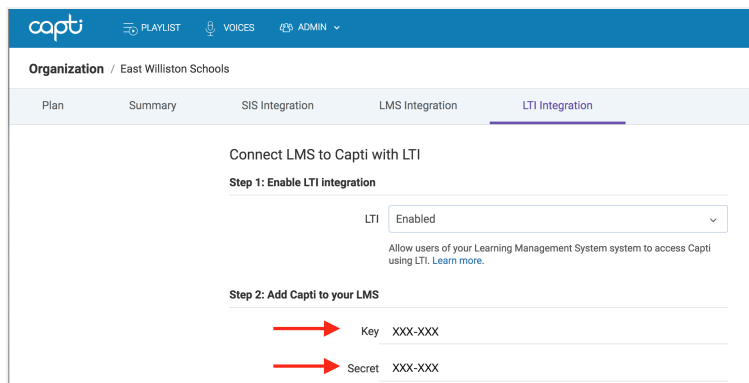 capti PLAYLIST VOICES ADMIN
Organization / East Williston Schools
Plan Summary SIS Integration LMS Integration LTI Integration
Connect LMS to Capti with LTI
Step 1: Enable LTI integration
LTI Enabled
Allow users of your Learning Management System system to access Capti
using LTI. Learn more.
Step 2: Add Capti to your LMS
Key XXX-XXX
Secret XXX-XXX